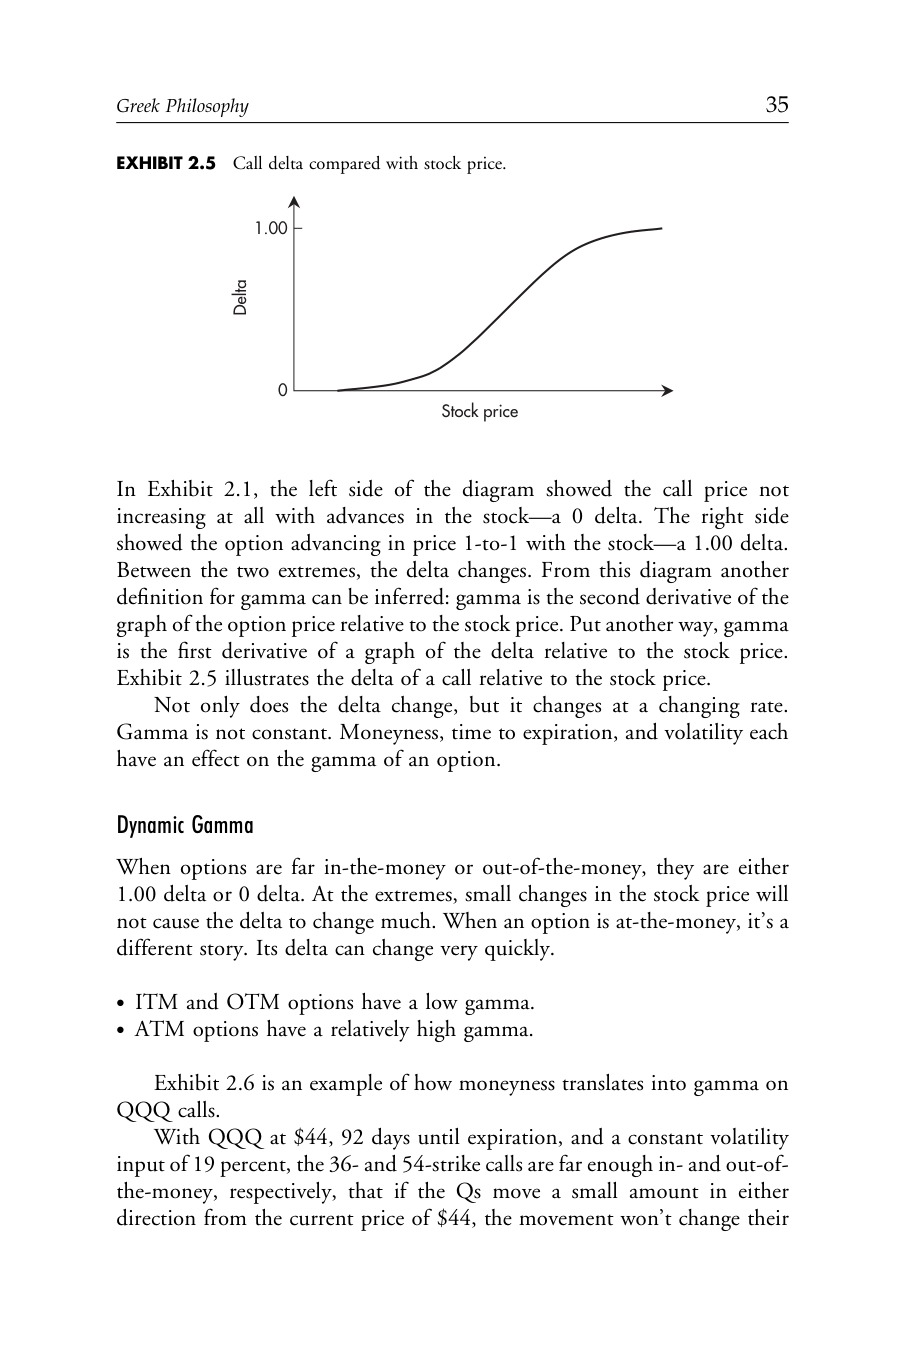 Greek Philosophy 35
EXHIBIT 2.5 Call delta compared with stock price.
1.00
Delta
0
Stock price
In Exhibit 2.1, the left side of the diagram showed the call price not
increasing at all with advances in the stock—a 0 delta. The right side
showed the option advancing in price 1-to-1 with the stock—a 1.00 delta.
Between the two extremes, the delta changes. From this diagram another
definition for gamma can be inferred: gamma is the second derivative of the
graph of the option price relative to the stock price. Put another way, gamma
is the first derivative of a graph of the delta relative to the stock price.
Exhibit 2.5 illustrates the delta of a call relative to the stock price.
Not only does the delta change, but it changes at a changing rate.
Gamma is not constant. Moneyness, time to expiration, and volatility each
have an effect on the gamma of an option.
Dynamic Gamma
When options are far in-the-money or out-of-the-money, they are either
1.00 delta or 0 delta. At the extremes, small changes in the stock price will
not cause the delta to change much. When an option is at-the-money, it’s a
different story. Its delta can change very quickly.
• ITM and OTM options have a low gamma.
• ATM options have a relatively high gamma.
Exhibit 2.6 is an example of how moneyness translates into gamma on
QQQ calls.
With QQQ at $44, 92 days until expiration, and a constant volatility
input of 19 percent, the 36- and 54-strike calls are far enough in- and out-of-
the-money, respectively, that if the Qs move a small amount in either
direction from the current price of $44, the movement won’t change their